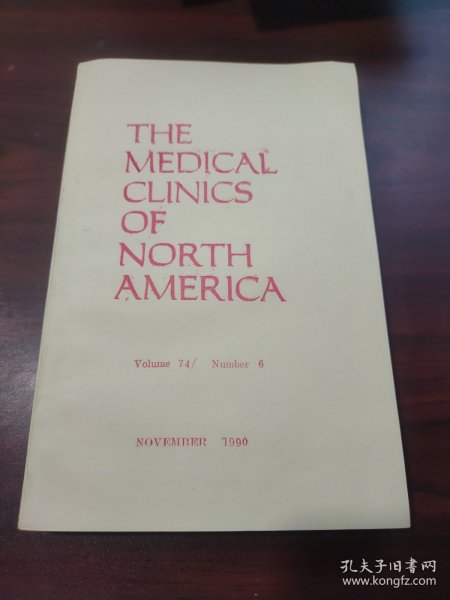 THE
MEDICAL
CLINICS
OF
NORTH
AMERICA
Volume 74/ Number 6
NOVEMBER 1990
孔夫子旧书网
www.kongfz.com